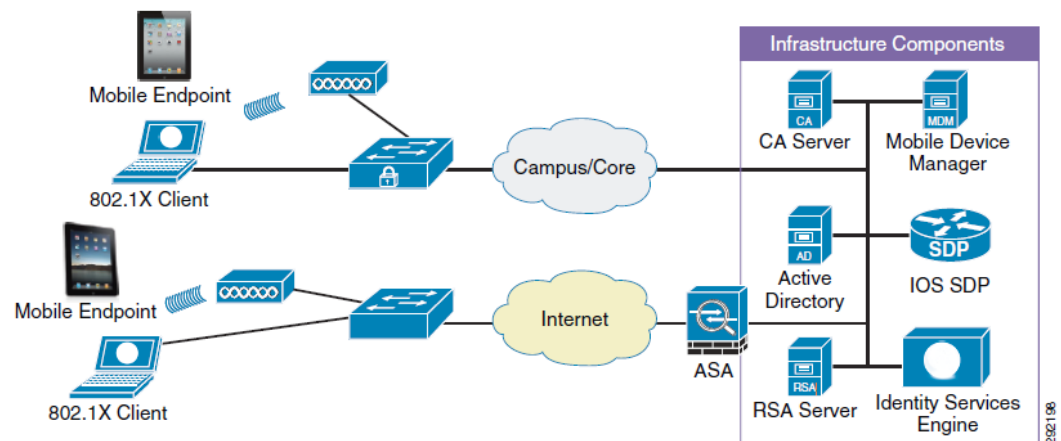 Infrastructure Components
Mobile Endpoint
802.1X Client
Campus/Core
CA
CA Server
MDM
Mobile Device
Manager
AD
Active
Directory
SDP
IOS SDP
Mobile Endpoint
802.1X Client
Internet
ASA
RSA
RSA Server
Identity Services
Engine
292198